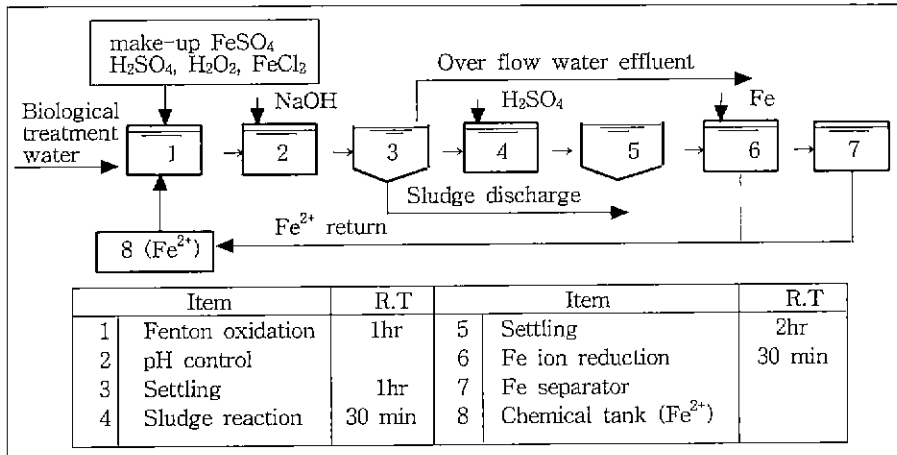 make-up FeSO₄
H₂SO₄, H₂O₂, FeCl₂
Over flow water effluent
NaOH
H₂SO₄
Fe
Biological
treatment
water
1
2
3
4
5
6
7
Sludge discharge
Fe²⁺ return
8 (Fe²⁺)
Item R.T Item R.T
1 Fenton oxidation 1hr 5 Settling 2hr
2 pH control 6 Fe ion reduction 30 min
3 Settling 1hr 7 Fe separator
4 Sludge reaction 30 min 8 Chemical tank (Fe²⁺)